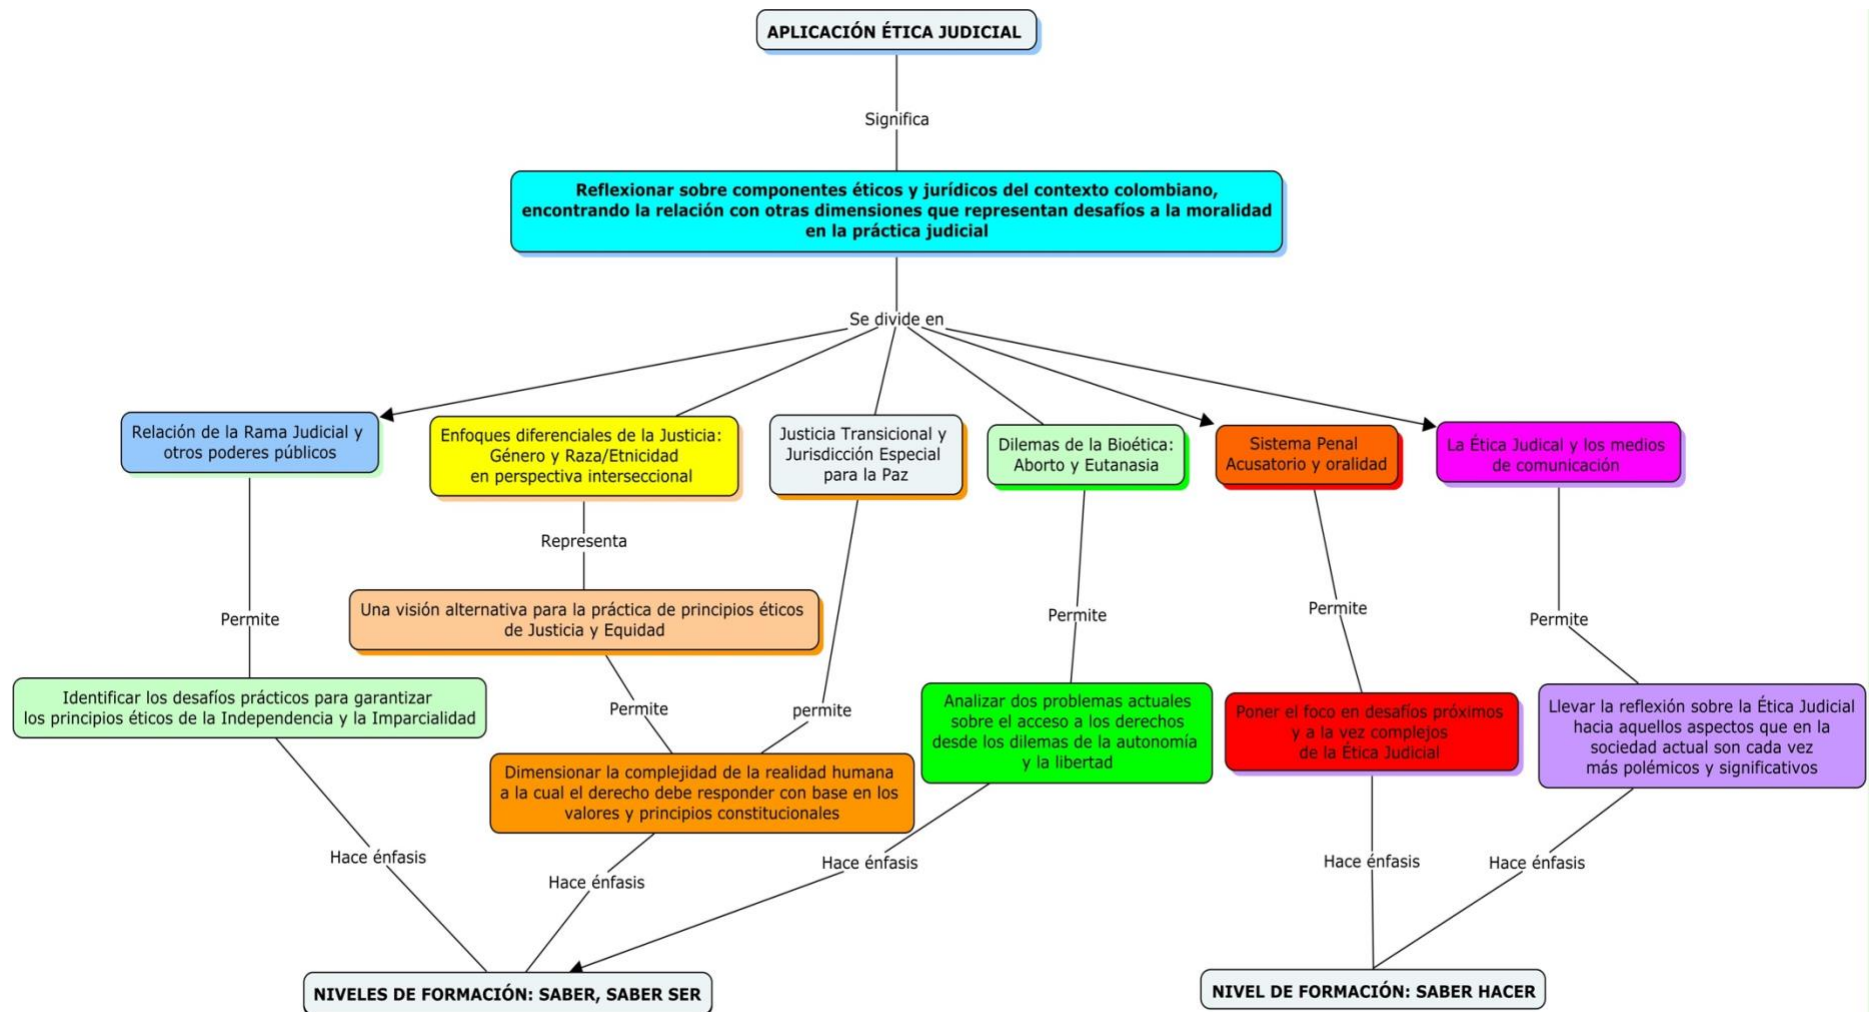 APLICACIÓN ÉTICA JUDICIAL
Significa
Reflexionar sobre componentes éticos y jurídicos del contexto colombiano,
encontrando la relación con otras dimensiones que representan desafíos a la moralidad
en la práctica judicial
Se divide en
Relación de la Rama Judicial y
otros poderes públicos
Enfoques diferenciales de la Justicia:
Género y Raza/Etnicidad
en perspectiva interseccional
Justicia Transicional y
Jurisdicción Especial
para la Paz
Dilemas de la Bioética:
Aborto y Eutanasia
Sistema Penal
Acusatorio y oralidad
La Ética Judical y los medios
de comunicación
Representa
Una visión alternativa para la práctica de principios éticos
de Justicia y Equidad
Permite
Permite
Permite
Permite
Permite
permite
Identificar los desafíos prácticos para garantizar
los principios éticos de la Independencia y la Imparcialidad
Dimensionar la complejidad de la realidad humana
a la cual el derecho debe responder con base en los
valores y principios constitucionales
Analizar dos problemas actuales
sobre el acceso a los derechos
desde los dilemas de la autonomía
y la libertad
Poner el foco en desafíos próximos
y a la vez complejos
de la Ética Judicial
Llevar la reflexión sobre la Ética Judicial
hacia aquellos aspectos que en la
sociedad actual son cada vez
más polémicos y significativos
Hace énfasis
Hace énfasis
Hace énfasis
Hace énfasis
Hace énfasis
NIVELES DE FORMACIÓN: SABER, SABER SER
NIVEL DE FORMACIÓN: SABER HACER